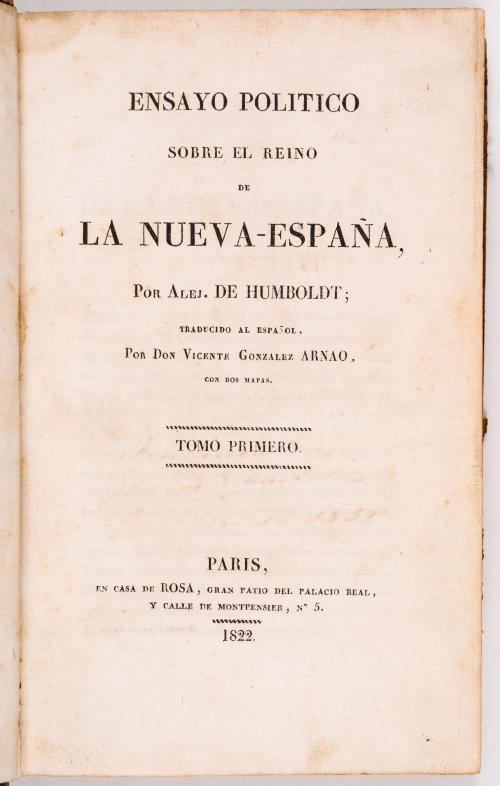 ENSAYO POLITICO
SOBRE EL REINO
DE
LA NUEVA-ESPAÑA,
POR ALEJ. DE HUMBOLDT;
TRADUCIDO AL ESPAÑOL.
POR DON VICENTE GONZALEZ ARNAO,
CON DOS MAPAS.
TOMO PRIMERO.
PARIS,
EN CASA DE ROSA, GRAN PATIO DEL PALACIO REAL,
Y CALLE DE MONTPENSIER, Nº 5.
1822.